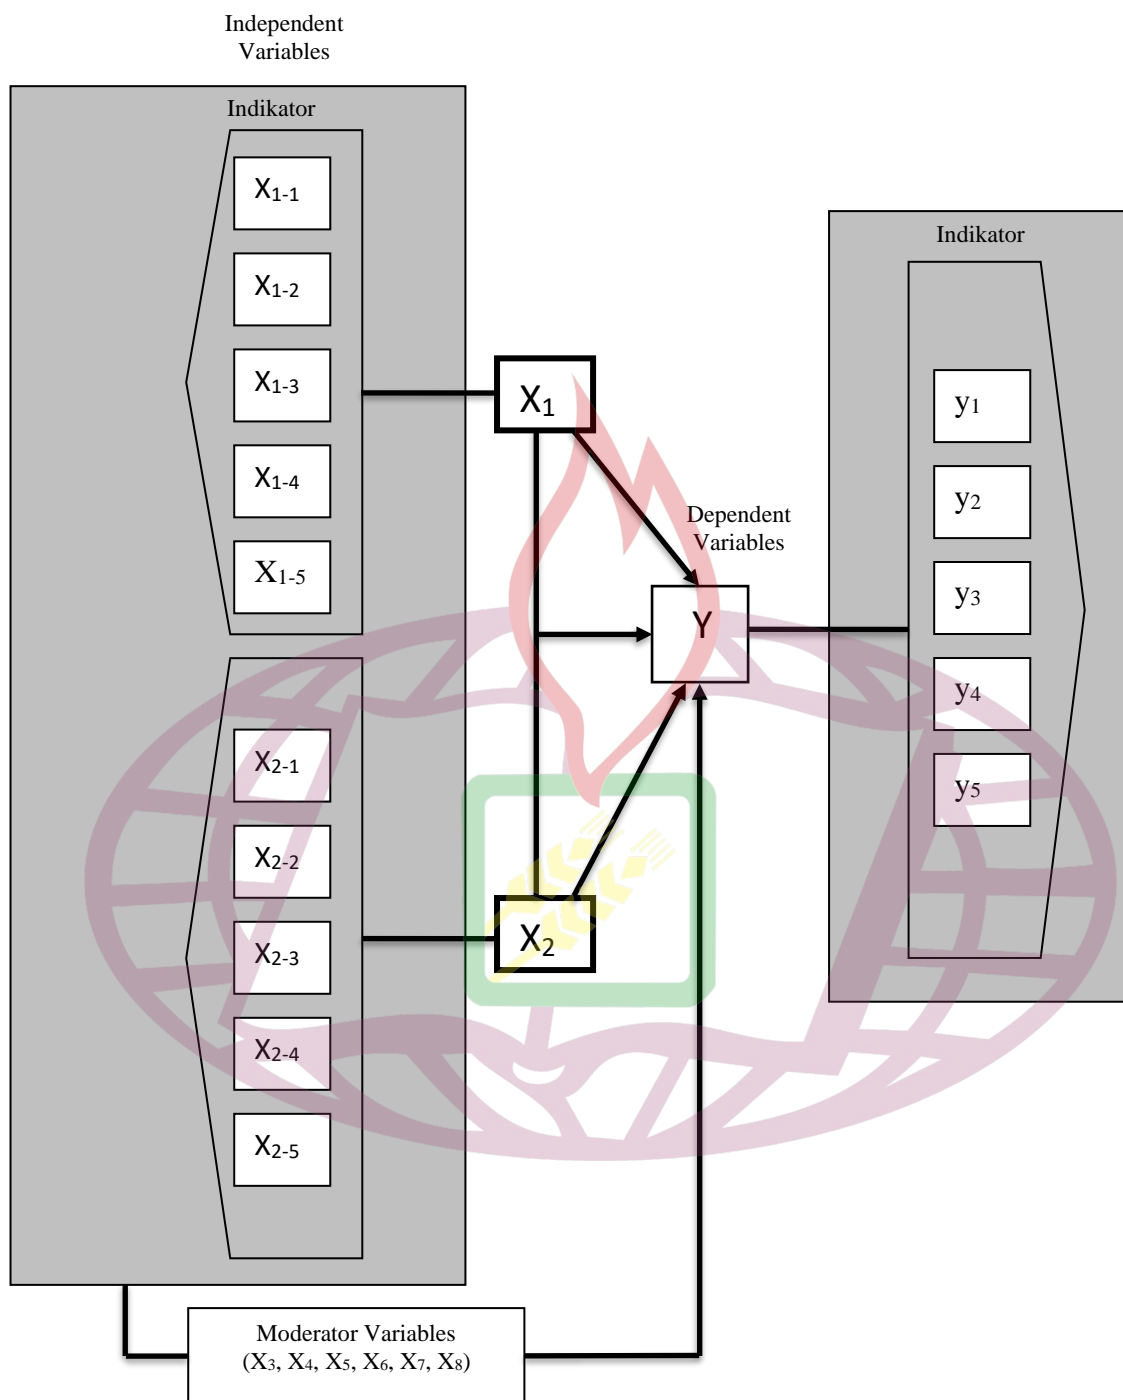 Independent
Variables
Indikator
X1-1
X1-2
X1-3
X1-4
X1-5
X2-1
X2-2
X2-3
X2-4
X2-5
X1
X2
Dependent
Variables
Y
Indikator
y1
y2
y3
y4
y5
Moderator Variables
(X3, X4, X5, X6, X7, X8)